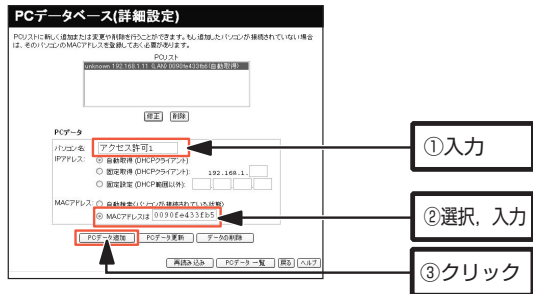 PCデータベース(詳細設定)
PCリストに新しく追加または変更や削除を行うことができます。もし追加したパソコンが接続されていない場合
は、そのパソコンのMACアドレスを登録しておく必要があります。
PCリスト
unknown 192.168.1.11 (LAN) 0090fe433fb6(自動取得)
修正 削除
PCデータ
パソコン名: アクセス許可1
①入力
IPアドレス: 自動取得 (DHCPクライアント)
固定取得 (DHCPクライアント): 192.168.1.
固定設定 (DHCP範囲以外):
MACアドレス: 自動検索(パソコンが接続されている状態)
MACアドレスは 0090fe433fb5
②選択, 入力
PCデータ追加 PCデータ更新 データの削除
③クリック
再読み込み PCデータ一覧 戻る ヘルプ